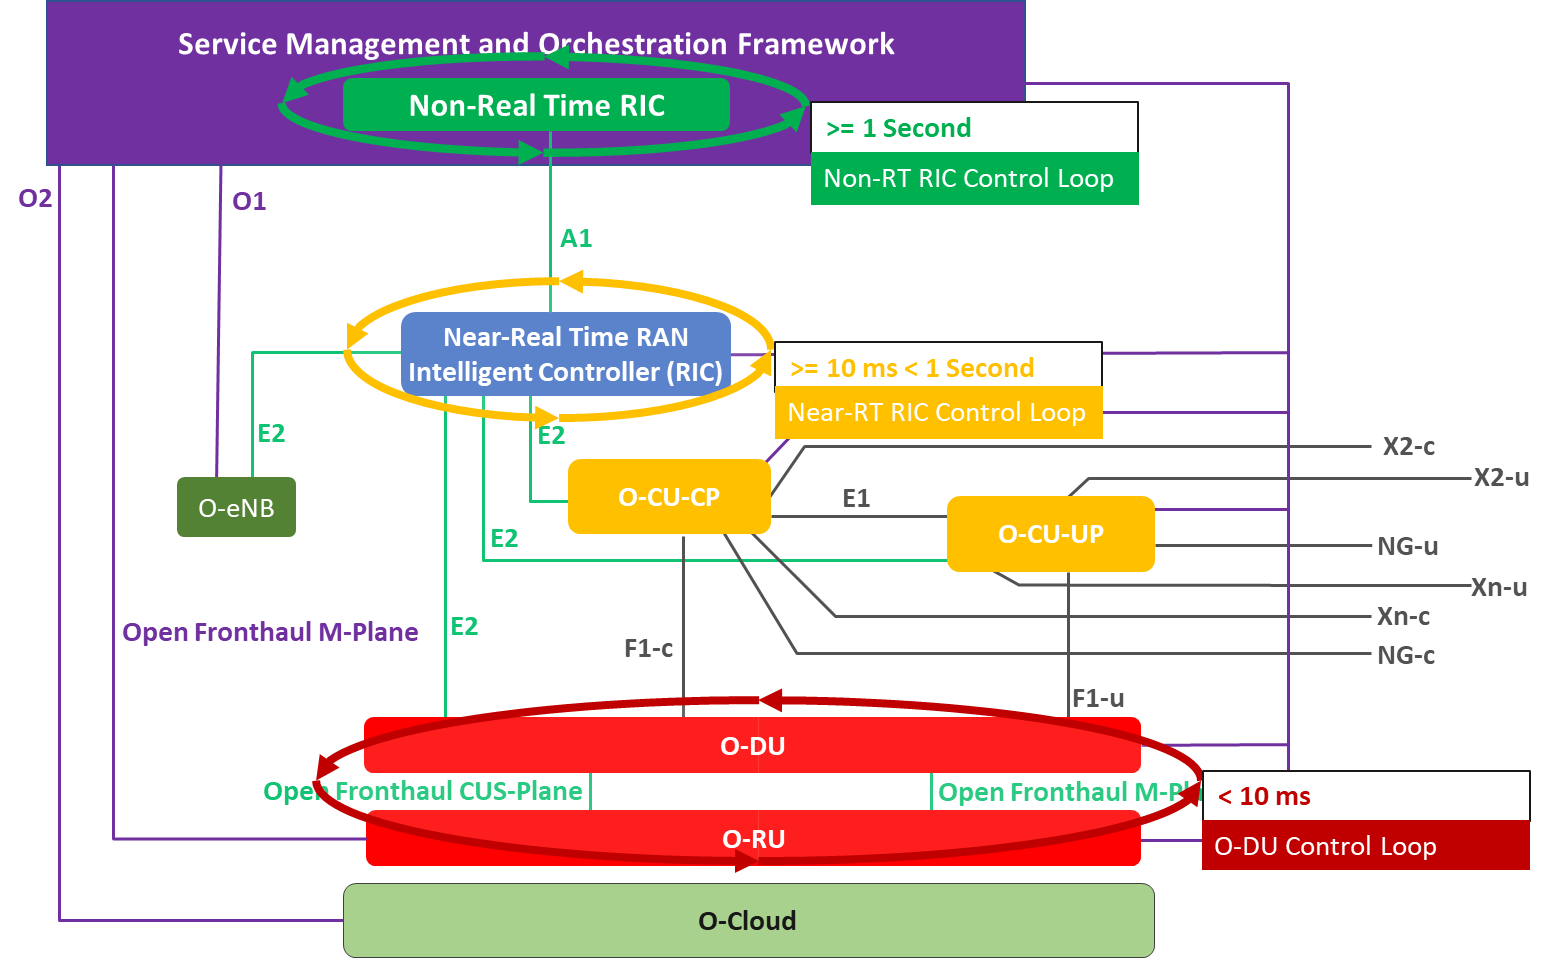 Service Management and Orchestration Framework
Non-Real Time RIC
>= 1 Second
Non-RT RIC Control Loop
O2
O1
A1
Near-Real Time RAN
Intelligent Controller (RIC)
>= 10 ms < 1 Second
Near-RT RIC Control Loop
E2
E2
X2-c
X2-u
O-CU-CP
E1
O-eNB
O-CU-UP
E2
NG-u
Xn-u
Xn-c
Open Fronthaul M-Plane
E2
F1-c
NG-c
F1-u
O-DU
Open Fronthaul CUS-Plane
Open Fronthaul M-Pla
< 10 ms
O-RU
O-DU Control Loop
O-Cloud